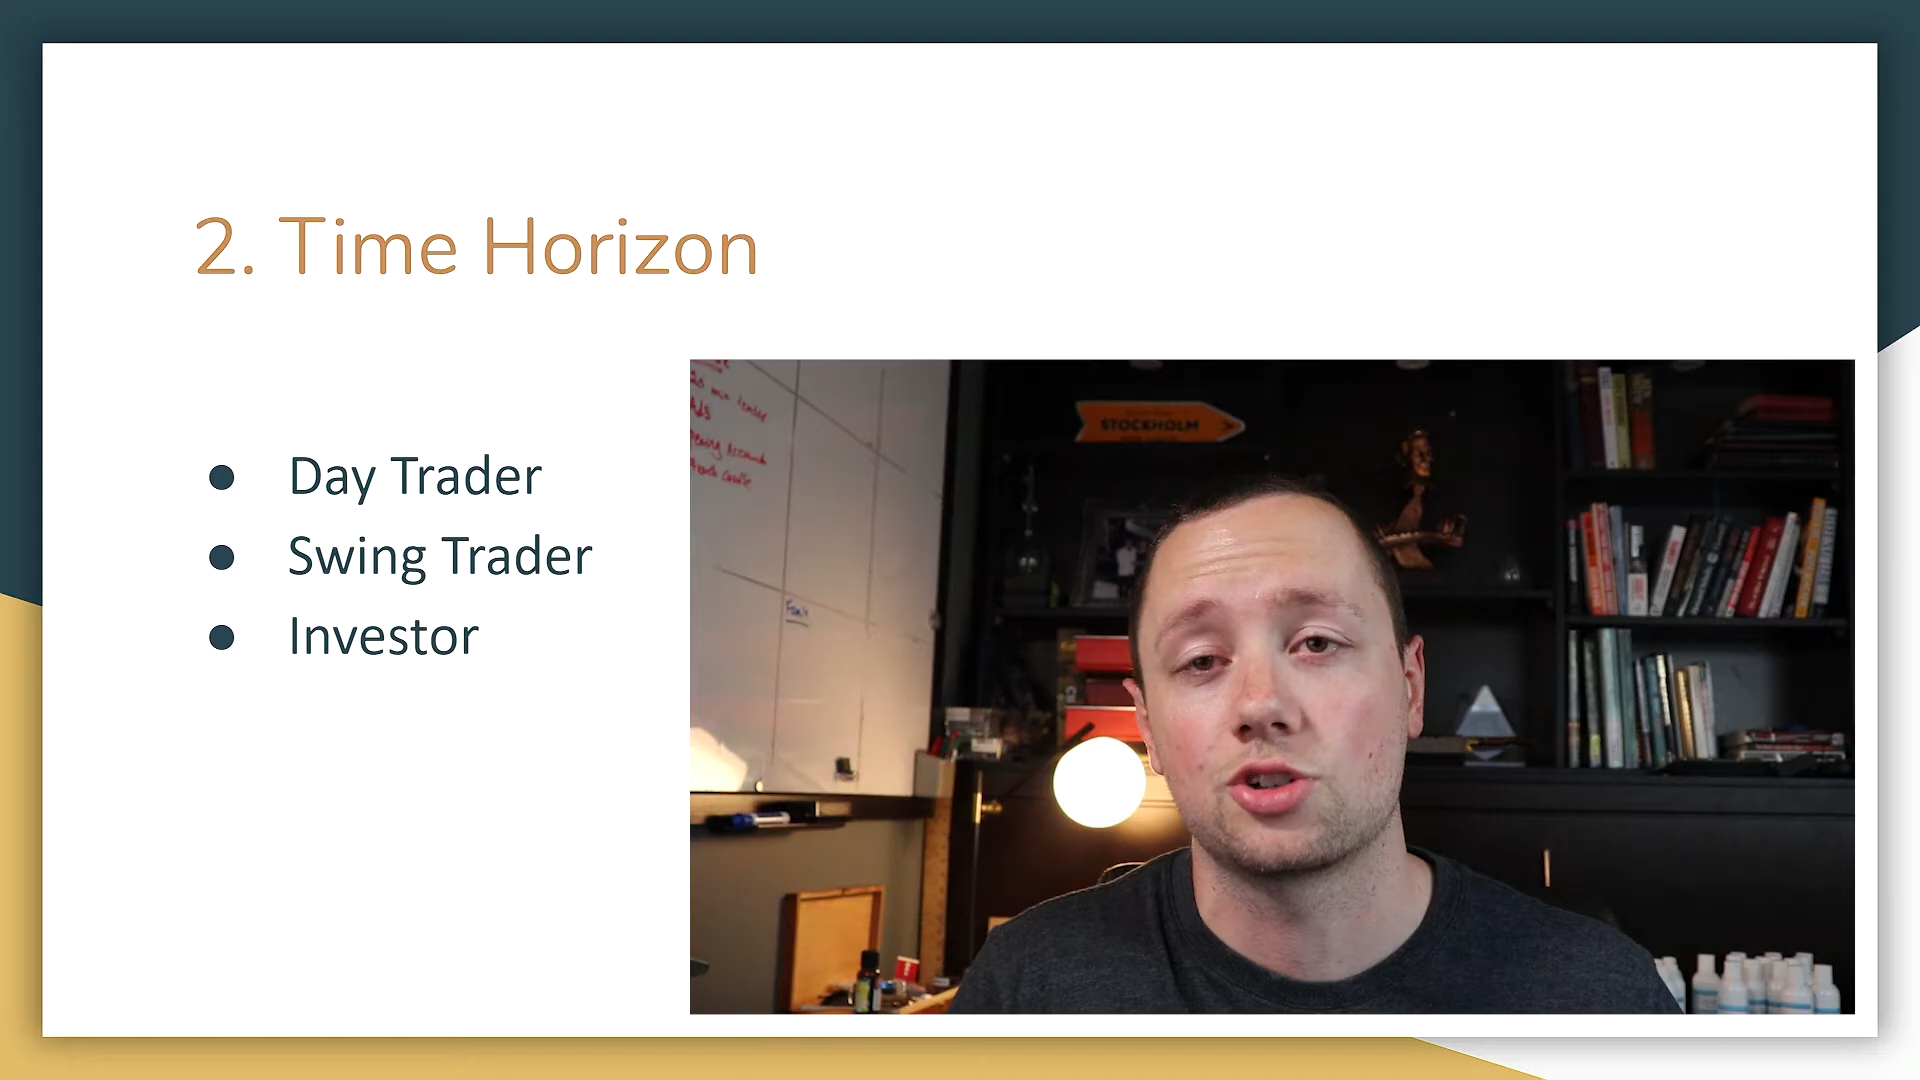 2. Time Horizon
● Day Trader
● Swing Trader
● Investor
STOCKHOLM